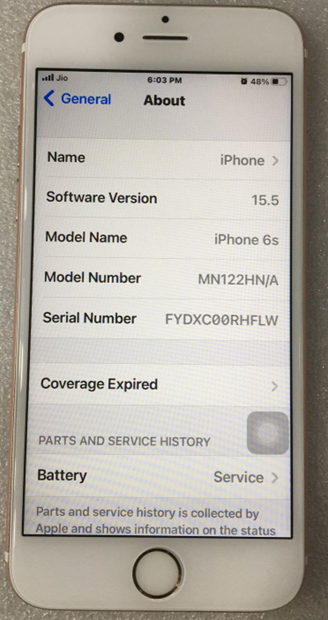 Jio 6:03 PM 48%
General About
Name iPhone
Software Version 15.5
Model Name iPhone 6s
Model Number MN122HN/A
Serial Number FYDXC00RHFLW
Coverage Expired
PARTS AND SERVICE HISTORY
Battery Service
Parts and service history is collected by
Apple and shows information on the status